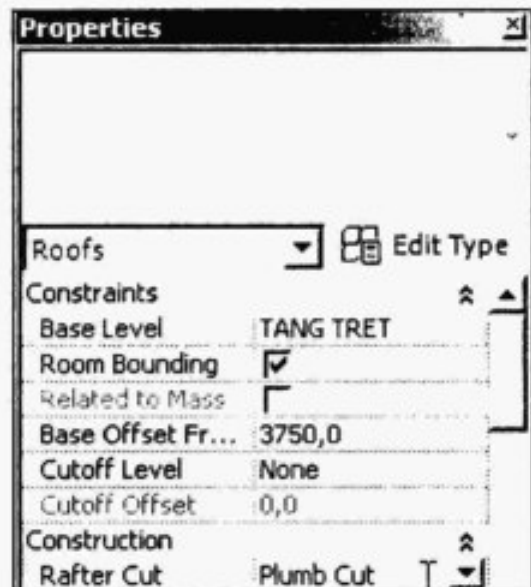 Properties
Roofs Edit Type
Constraints
Base Level TANG TRET
Room Bounding
Related to Mass
Base Offset Fr... 3750,0
Cutoff Level None
Cutoff Offset 0,0
Construction
Rafter Cut Plumb Cut